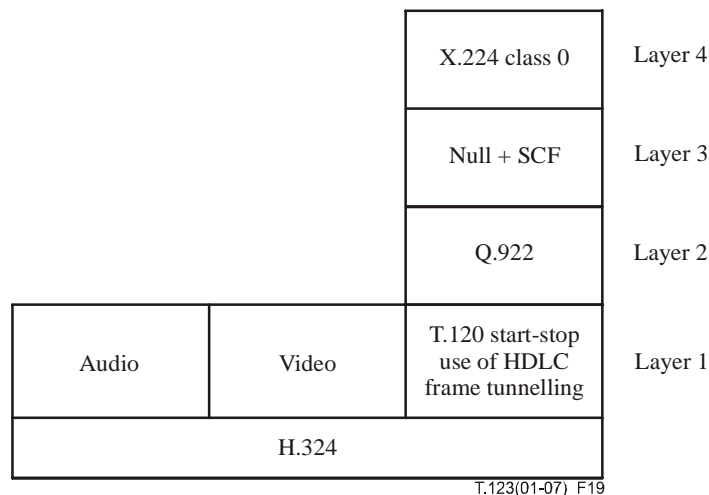 X.224 class 0
Layer 4
Null + SCF
Layer 3
Q.922
Layer 2
Audio
Video
T.120 start-stop
use of HDLC
frame tunnelling
Layer 1
H.324
T.123(01-07)_F19